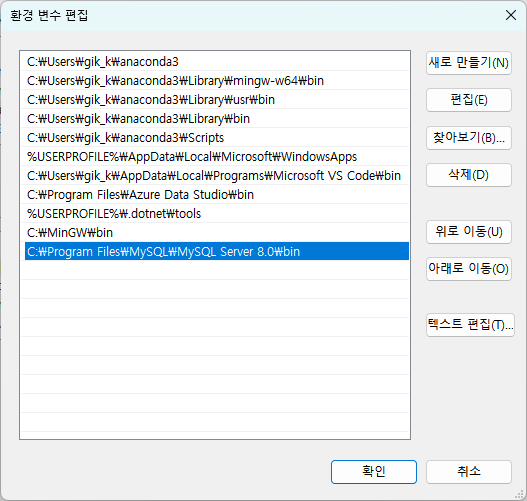 환경 변수 편집
C:₩Users₩gik_k₩anaconda3
C:₩Users₩gik_k₩anaconda3₩Library₩mingw-w64₩bin
C:₩Users₩gik_k₩anaconda3₩Library₩usr₩bin
C:₩Users₩gik_k₩anaconda3₩Library₩bin
C:₩Users₩gik_k₩anaconda3₩Scripts
%USERPROFILE%₩AppData₩Local₩Microsoft₩WindowsApps
C:₩Users₩gik_k₩AppData₩Local₩Programs₩Microsoft VS Code₩bin
C:₩Program Files₩Azure Data Studio₩bin
%USERPROFILE%₩.dotnet₩tools
C:₩MinGW₩bin
C:₩Program Files₩MySQL₩MySQL Server 8.0₩bin
새로 만들기(N)
편집(E)
찾아보기(B)...
삭제(D)
위로 이동(U)
아래로 이동(O)
텍스트 편집(T)...
확인
취소